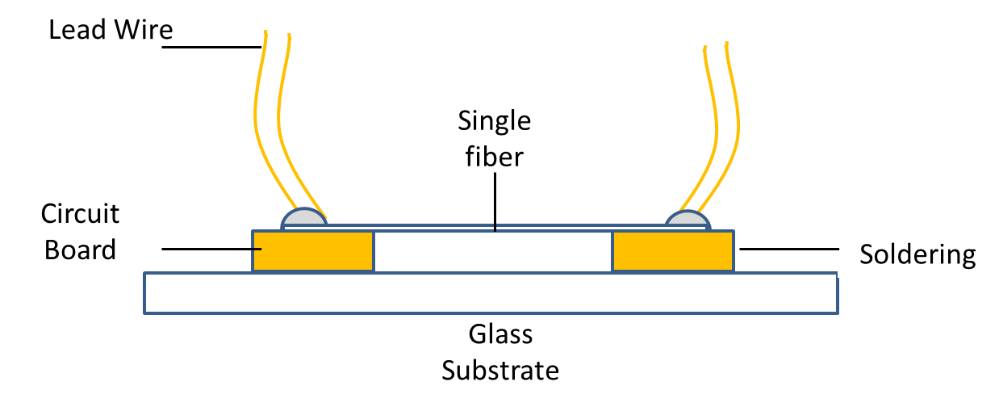 Lead Wire
Single
fiber
Circuit
Board
Soldering
Glass
Substrate